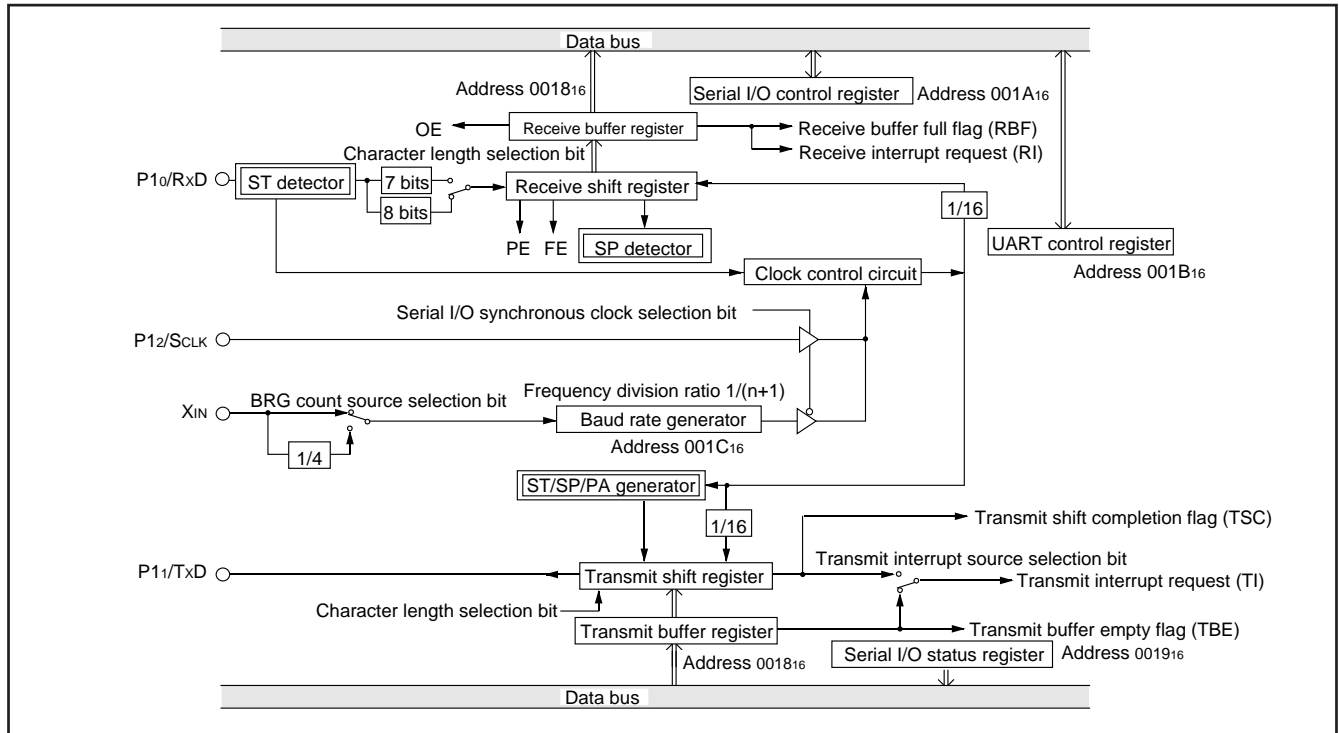 Data bus
Address 0018₁₆
Serial I/O control register Address 001A₁₆
OE Receive buffer register Receive buffer full flag (RBF)
Receive interrupt request (RI)
Character length selection bit
P1₀/RxD ST detector 7 bits Receive shift register
8 bits 1/16
PE FE SP detector UART control register
Clock control circuit Address 001B₁₆
Serial I/O synchronous clock selection bit
P1₂/SCLK
XIN BRG count source selection bit Frequency division ratio 1/(n+1)
Baud rate generator
1/4 Address 001C₁₆
ST/SP/PA generator
1/16 Transmit shift completion flag (TSC)
Transmit interrupt source selection bit
P1₁/TxD Transmit shift register Transmit interrupt request (TI)
Character length selection bit
Transmit buffer register Transmit buffer empty flag (TBE)
Address 0018₁₆ Serial I/O status register Address 0019₁₆
Data bus